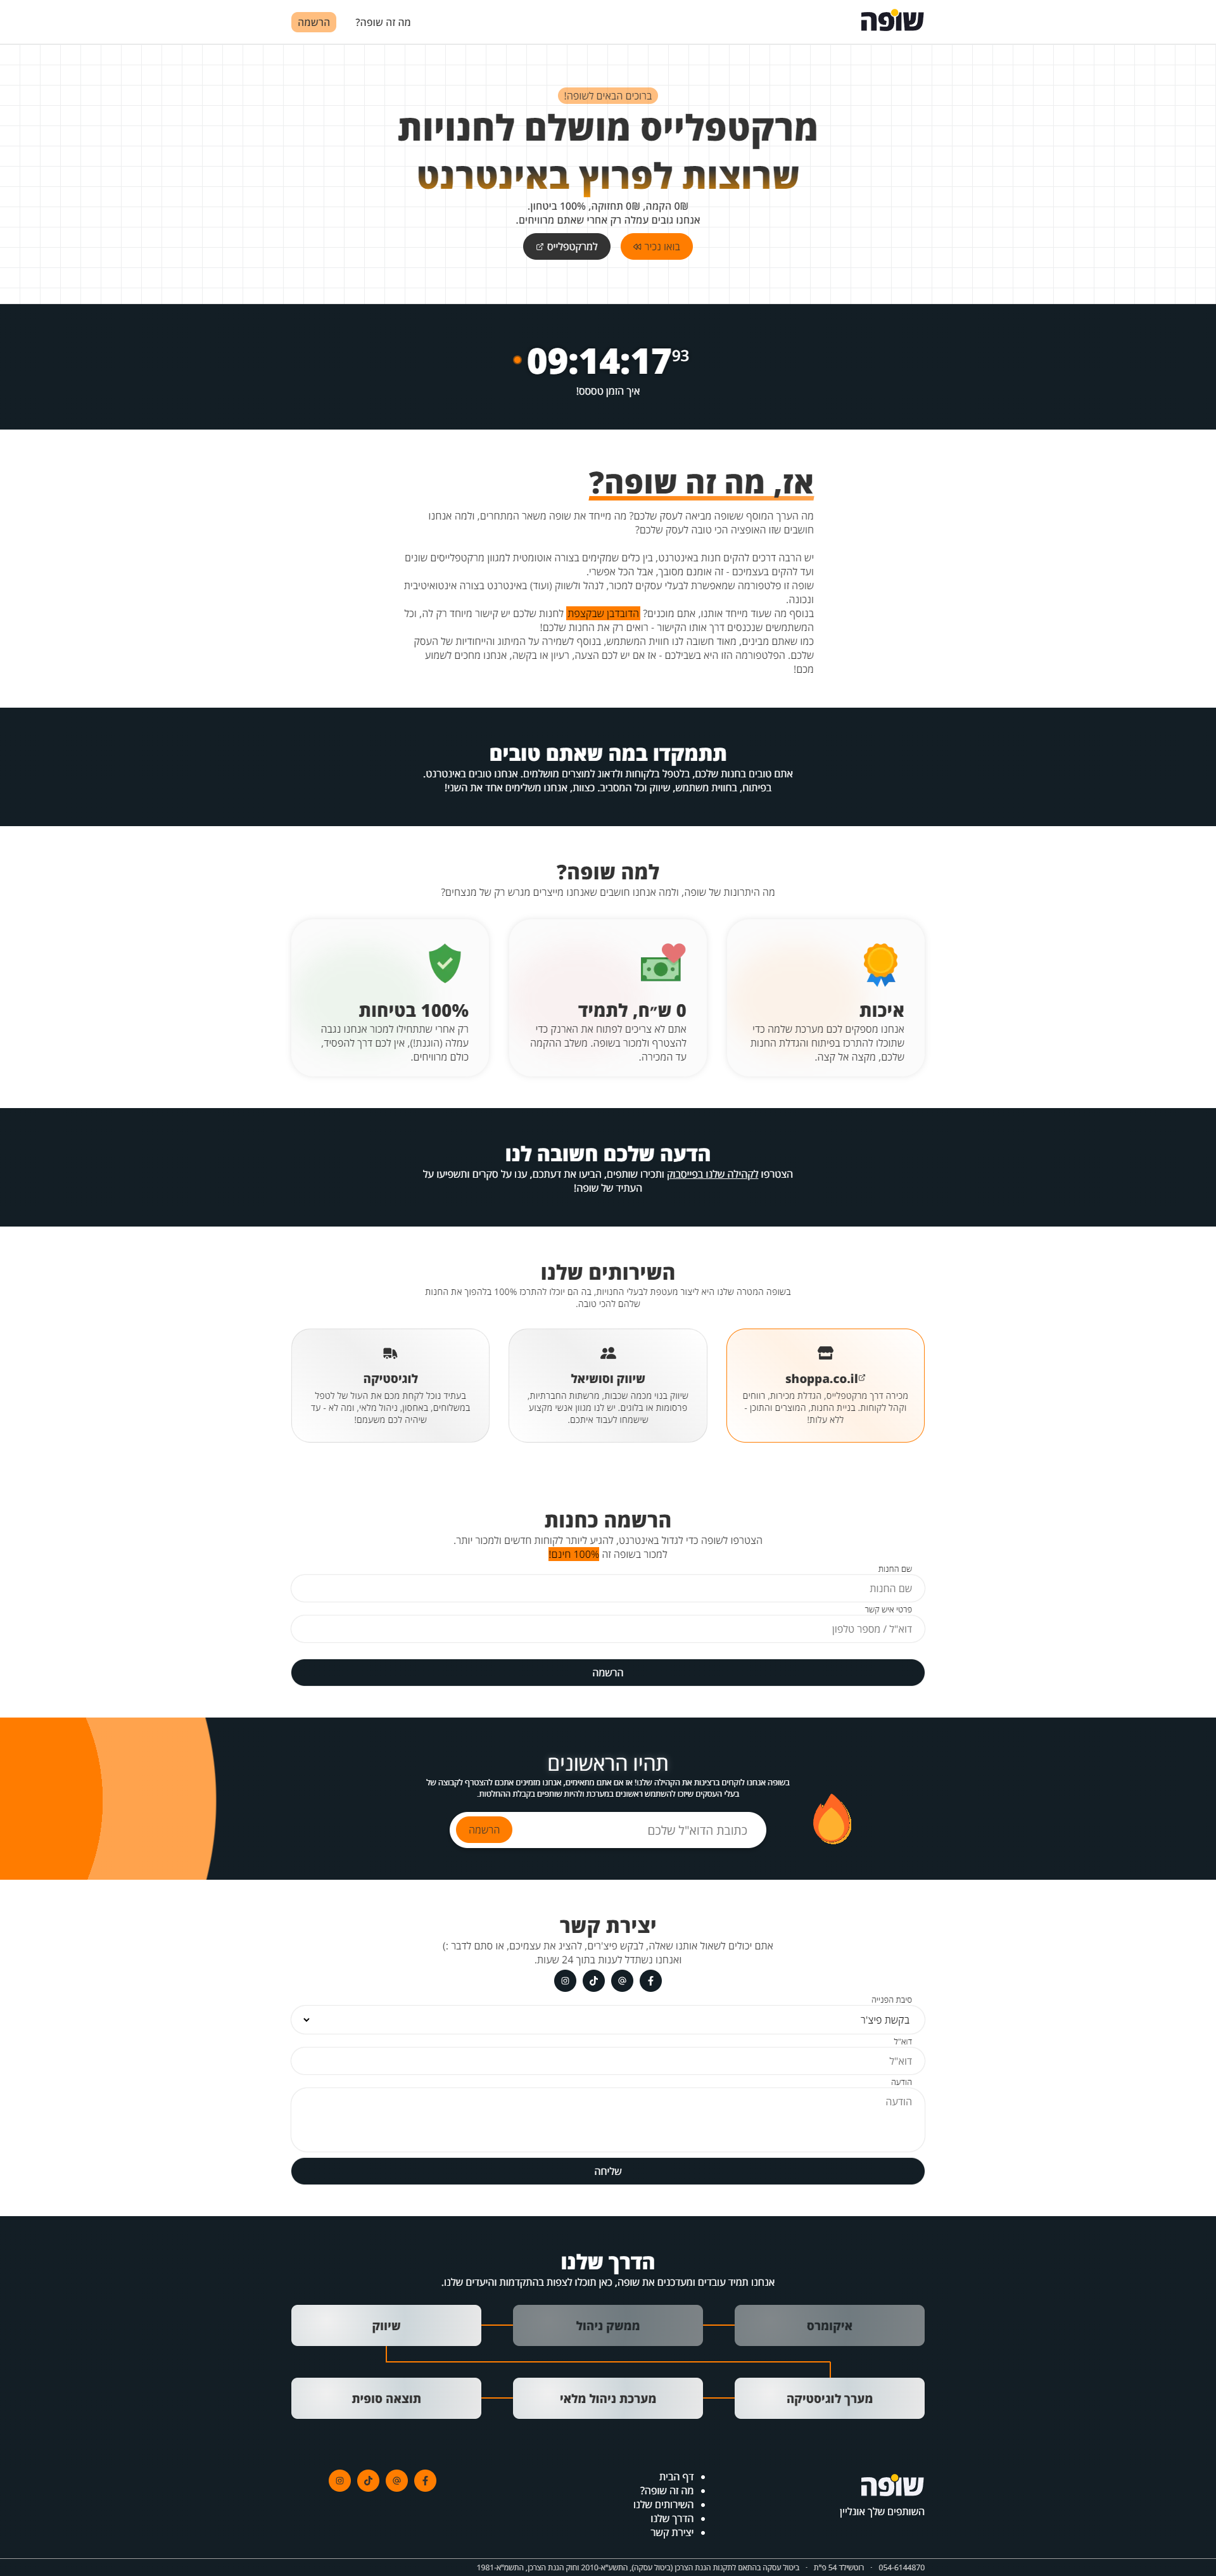 שופה
מה זה שופה?
הרשמה
ברוכים הבאים לשופה!
מרקטפלייס מושלם לחנויות
שרוצות לפרוץ באינטרנט
0₪ הקמה, 0₪ תחזוקה, 100% ביטחון.
אנחנו גובים עמלה רק אחרי שאתם מרוויחים.
בואו נכיר
למרקטפלייס
09:14:17 93
איך הזמן טססס!
אז, מה זה שופה?
מה הערך המוסף ששופה מביאה לעסק שלכם? מה מייחד את שופה משאר המתחרים, ולמה אנחנו
חושבים שזו האופציה הכי טובה לעסק שלכם?
יש הרבה דרכים להקים חנות באינטרנט, בין כלים שמקימים בצורה אוטומטית למגוון מרקטפלייסים שונים
ועד להקים בעצמיכם - זה אומנם מסובך, אבל הכל אפשרי.
שופה זו פלטפורמה שמאפשרת לבעלי עסקים למכור, לנהל ולשווק (ועוד) באינטרנט בצורה אינטואיטיבית
ונכונה.
בנוסף מה שעוד מייחד אותנו, אתם מוכנים? הדובדבן שבקצפת לחנות שלכם יש קישור מיוחד רק לה, וכל
המשתמשים שנכנסים דרך אותו הקישור - רואים רק את החנות שלכם!
כמו שאתם מבינים, מאוד חשובה לנו חווית המשתמש, בנוסף לשמירה על המיתוג והייחודיות של העסק
שלכם. הפלטפורמה הזו היא בשבילכם - אז אם יש לכם הצעה, רעיון או בקשה, אנחנו מחכים לשמוע
מכם!
תתמקדו במה שאתם טובים
אתם טובים בחנות שלכם, בלטפל בלקוחות ולדאוג למוצרים מושלמים. אנחנו טובים באינטרנט.
בפיתוח, בחווית משתמש, שיווק וכל המסביב. כצוות, אנחנו משלימים אחד את השני!
למה שופה?
מה היתרונות של שופה, ולמה אנחנו חושבים שאנחנו מייצרים מגרש רק של מנצחים?
איכות
אנחנו מספקים לכם מערכת שלמה כדי
שתוכלו להתרכז בפיתוח והגדלת החנות
שלכם, מקצה אל קצה.
0 ש״ח, לתמיד
אתם לא צריכים לפתוח את הארנק כדי
להצטרף ולמכור בשופה. משלב ההקמה
עד המכירה.
100% בטיחות
רק אחרי שתתחילו למכור אנחנו נגבה
עמלה (הוגנת!), אין לכם דרך להפסיד,
כולם מרוויחים.
הדעה שלכם חשובה לנו
הצטרפו לקהילה שלנו בפייסבוק ותכירו שותפים, הביעו את דעתכם, ענו על סקרים ותשפיעו על
העתיד של שופה!
השירותים שלנו
בשופה המטרה שלנו היא ליצור מעטפת לבעלי החנויות, בה הם יוכלו להתרכז 100% בלהפוך את החנות
שלהם להכי טובה.
shoppa.co.il
מכירה דרך מרקטפלייס, הגדלת מכירות, רווחים
וקהל לקוחות. בניית החנות, המוצרים והתוכן -
ללא עלות!
שיווק וסושיאל
שיווק בנוי מכמה שכבות, מרשתות החברתיות,
פרסומות או בלוגים. יש לנו מגוון אנשי מקצוע
שישמחו לעבוד איתכם.
לוגיסטיקה
בעתיד נוכל לקחת מכם את העול של לטפל
במשלוחים, באחסון, ניהול מלאי, ומה לא - עד
שיהיה לכם משעמם!
הרשמה כחנות
הצטרפו לשופה כדי לגדול באינטרנט, להגיע ליותר לקוחות חדשים ולמכור יותר.
למכור בשופה זה 100% חינם!
שם החנות
שם החנות
פרטי איש קשר
דוא"ל / מספר טלפון
הרשמה
תהיו הראשונים
בשופה אנחנו לוקחים ברצינות את הקהילה שלנו! אז אם אתם מתאימים, אנחנו מזמינים אתכם להצטרף לקבוצה של
בעלי העסקים שיזכו להשתמש ראשונים במערכת ולהיות שותפים בקבלת ההחלטות.
כתובת הדוא"ל שלכם
הרשמה
יצירת קשר
אתם יכולים לשאול אותנו שאלה, לבקש פיצ'רים, להציג את עצמיכם, או סתם לדבר :)
ואנחנו נשתדל לענות בתוך 24 שעות.
סיבת הפנייה
בקשת פיצ'ר
דוא"ל
דוא"ל
הודעה
הודעה
שליחה
הדרך שלנו
אנחנו תמיד עובדים ומעדכנים את שופה, כאן תוכלו לצפות בהתקדמות והיעדים שלנו.
איקומרס
ממשק ניהול
שיווק
מערך לוגיסטיקה
מערכת ניהול מלאי
תוצאה סופית
שופה
השותפים שלך אונליין
דף הבית
מה זה שופה?
השירותים שלנו
הדרך שלנו
יצירת קשר
054-6144870 · רוטשילד 54 פ"ת · ביטול עסקה בהתאם לתקנות הגנת הצרכן (ביטול עסקה), התשע"א-2010 וחוק הגנת הצרכן, התשמ"א-1981